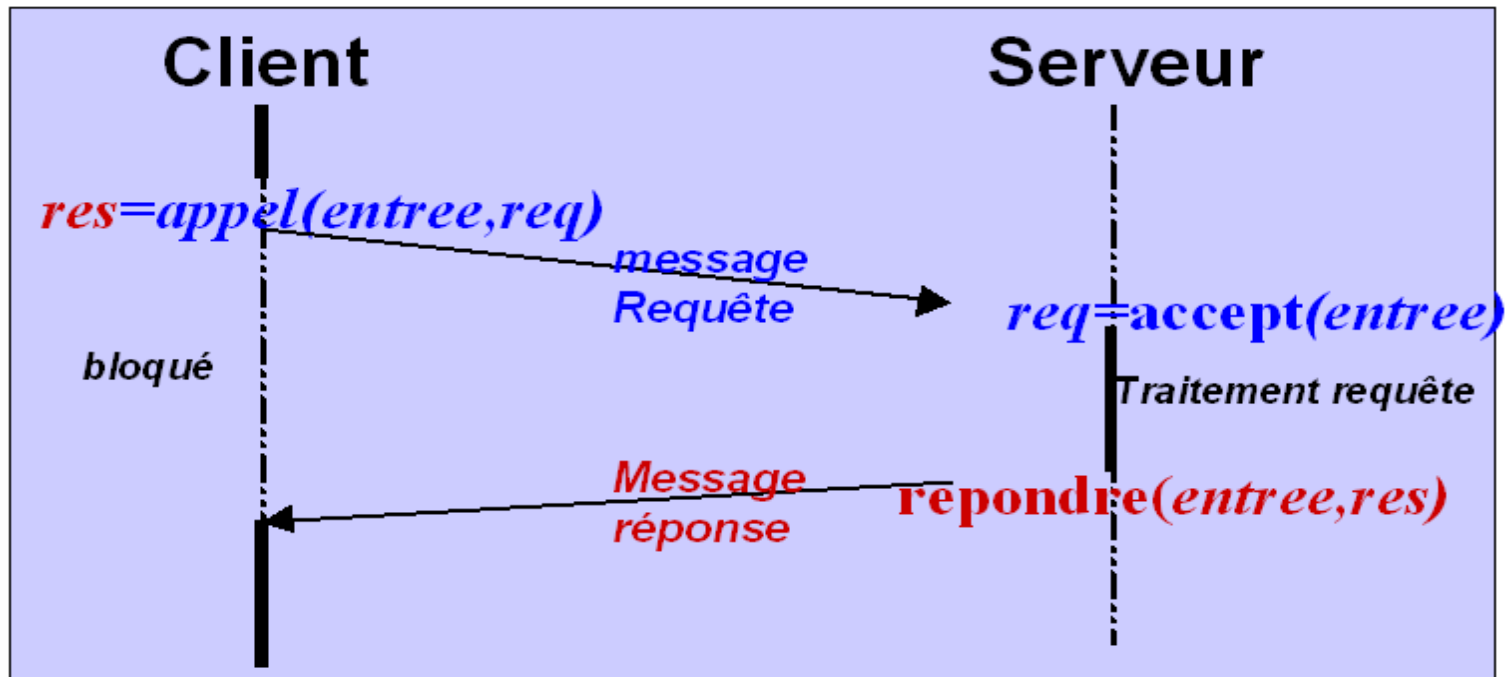 Client
Serveur
res=appel(entree,req)
message
Requête
req=accept(entree)
bloqué
Traitement requête
Message
réponse
repondre(entree,res)